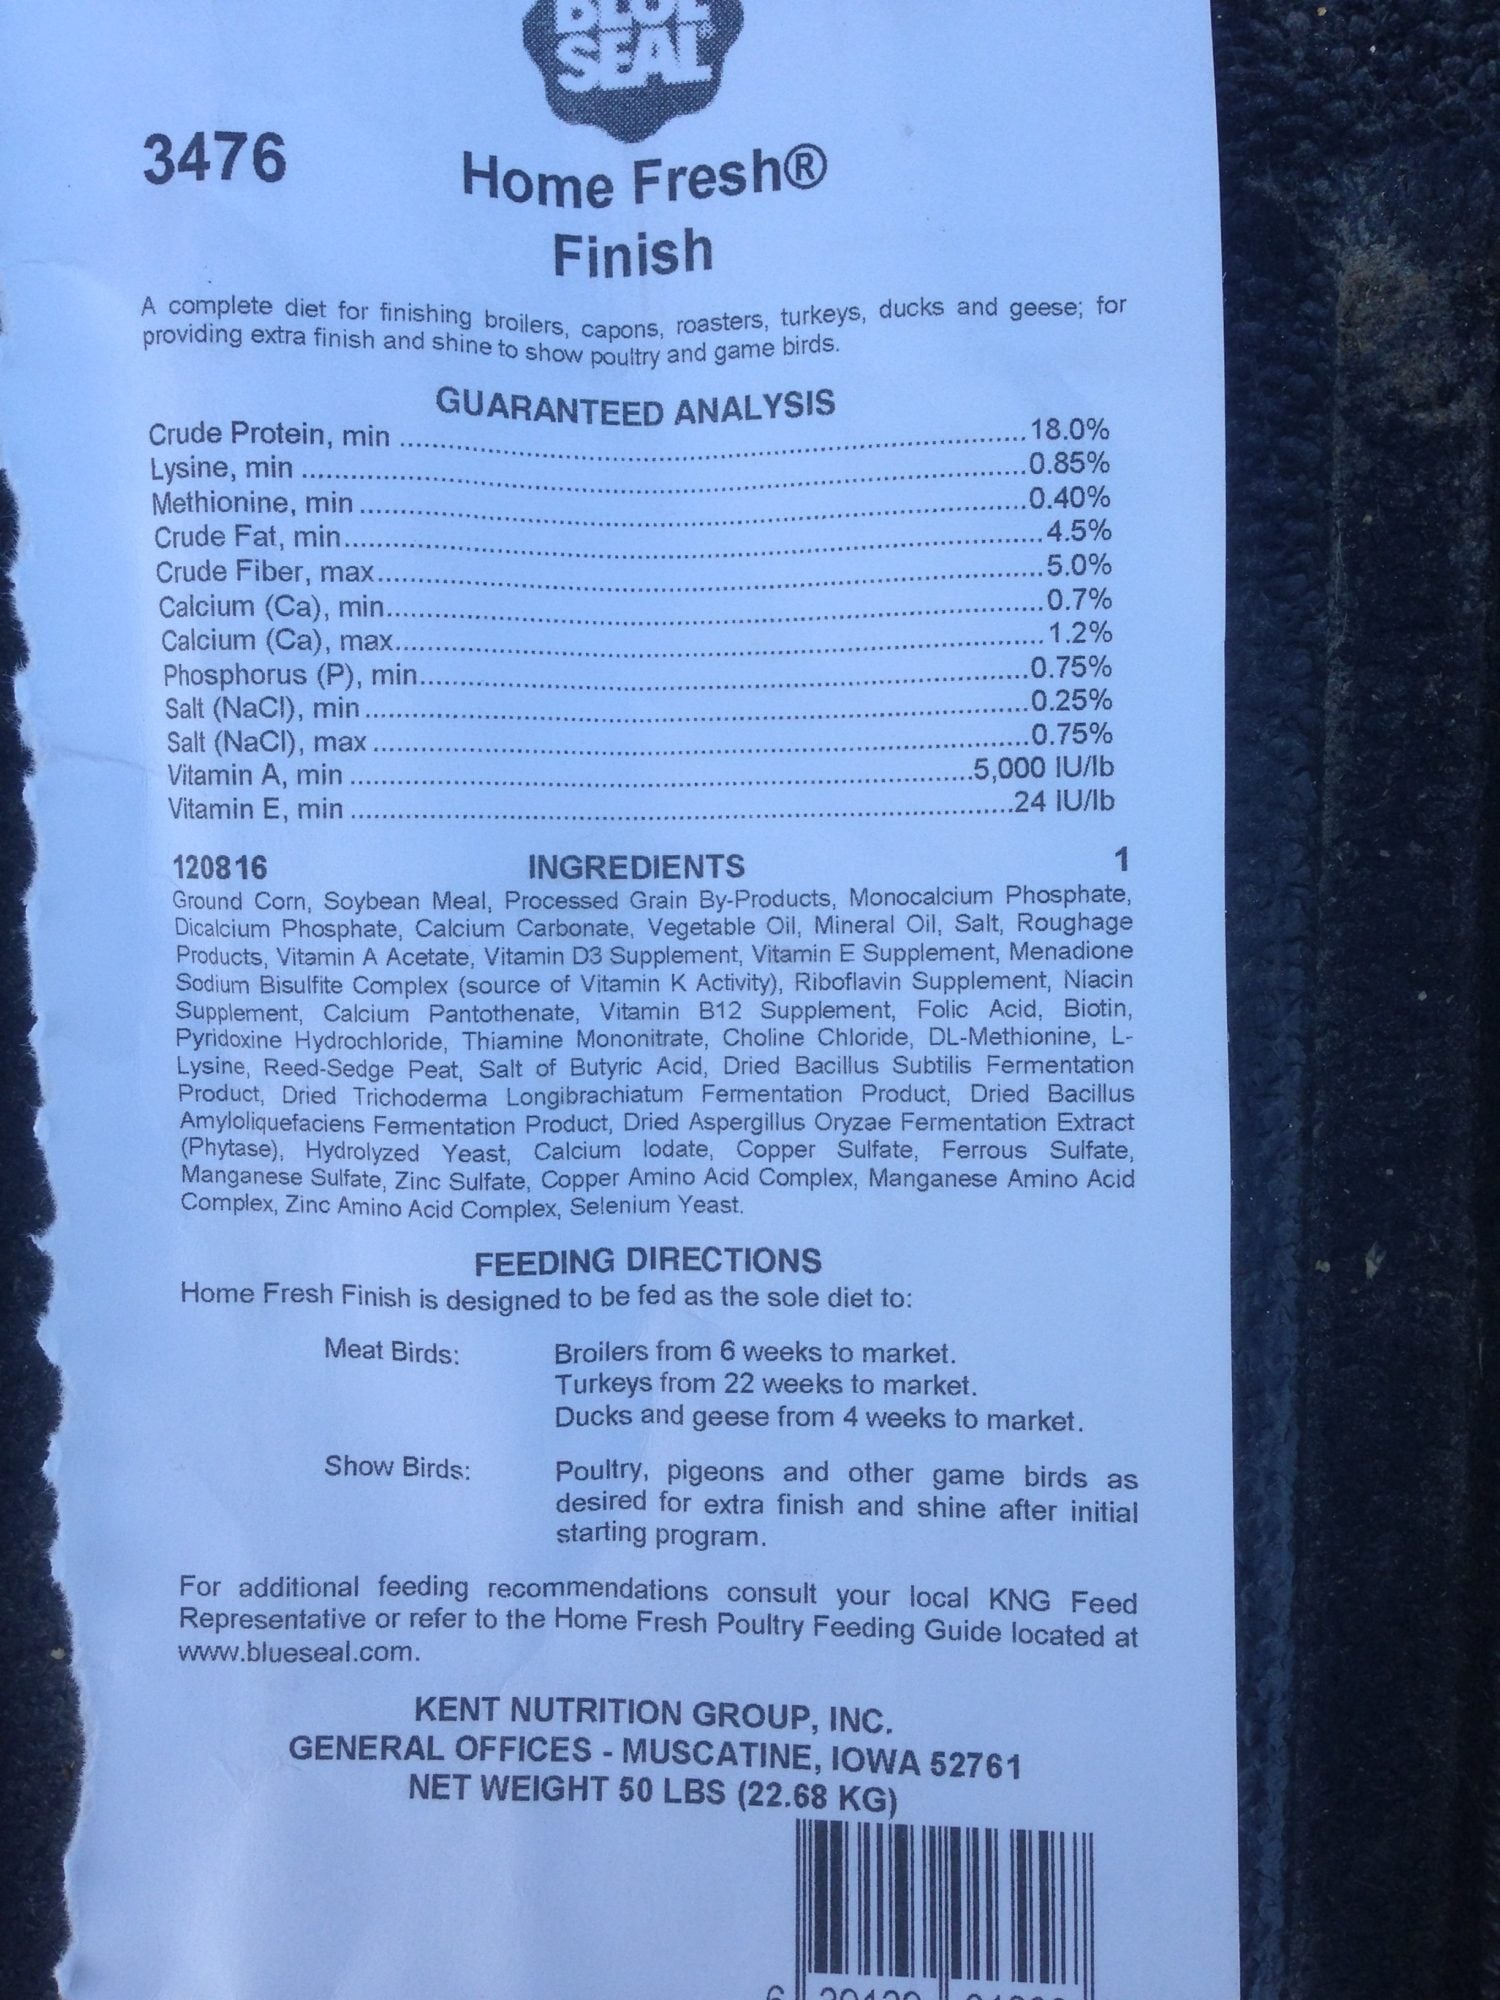 BLUE
SEAL
3476
Home Fresh®
Finish
A complete diet for finishing broilers, capons, roasters, turkeys, ducks and geese; for
providing extra finish and shine to show poultry and game birds.
GUARANTEED ANALYSIS
Crude Protein, min ........ 18.0%
Lysine, min ........ 0.85%
Methionine, min ........ 0.40%
Crude Fat, min ........ 4.5%
Crude Fiber, max ........ 5.0%
Calcium (Ca), min ........ 0.7%
Calcium (Ca), max ........ 1.2%
Phosphorus (P), min ........ 0.75%
Salt (NaCl), min ........ 0.25%
Salt (NaCl), max ........ 0.75%
Vitamin A, min ........ 5,000 IU/lb
Vitamin E, min ........ 24 IU/lb
120816 INGREDIENTS 1
Ground Corn, Soybean Meal, Processed Grain By-Products, Monocalcium Phosphate,
Dicalcium Phosphate, Calcium Carbonate, Vegetable Oil, Mineral Oil, Salt, Roughage
Products, Vitamin A Acetate, Vitamin D3 Supplement, Vitamin E Supplement, Menadione
Sodium Bisulfite Complex (source of Vitamin K Activity), Riboflavin Supplement, Niacin
Supplement, Calcium Pantothenate, Vitamin B12 Supplement, Folic Acid, Biotin,
Pyridoxine Hydrochloride, Thiamine Mononitrate, Choline Chloride, DL-Methionine, L-
Lysine, Reed-Sedge Peat, Salt of Butyric Acid, Dried Bacillus Subtilis Fermentation
Product, Dried Trichoderma Longibrachiatum Fermentation Product, Dried Bacillus
Amyloliquefaciens Fermentation Product, Dried Aspergillus Oryzae Fermentation Extract
(Phytase), Hydrolyzed Yeast, Calcium Iodate, Copper Sulfate, Ferrous Sulfate,
Manganese Sulfate, Zinc Sulfate, Copper Amino Acid Complex, Manganese Amino Acid
Complex, Zinc Amino Acid Complex, Selenium Yeast.
FEEDING DIRECTIONS
Home Fresh Finish is designed to be fed as the sole diet to:
Meat Birds: Broilers from 6 weeks to market.
Turkeys from 22 weeks to market.
Ducks and geese from 4 weeks to market.
Show Birds: Poultry, pigeons and other game birds as
desired for extra finish and shine after initial
starting program.
For additional feeding recommendations consult your local KNG Feed
Representative or refer to the Home Fresh Poultry Feeding Guide located at
www.blueseal.com.
KENT NUTRITION GROUP, INC.
GENERAL OFFICES - MUSCATINE, IOWA 52761
NET WEIGHT 50 LBS (22.68 KG)